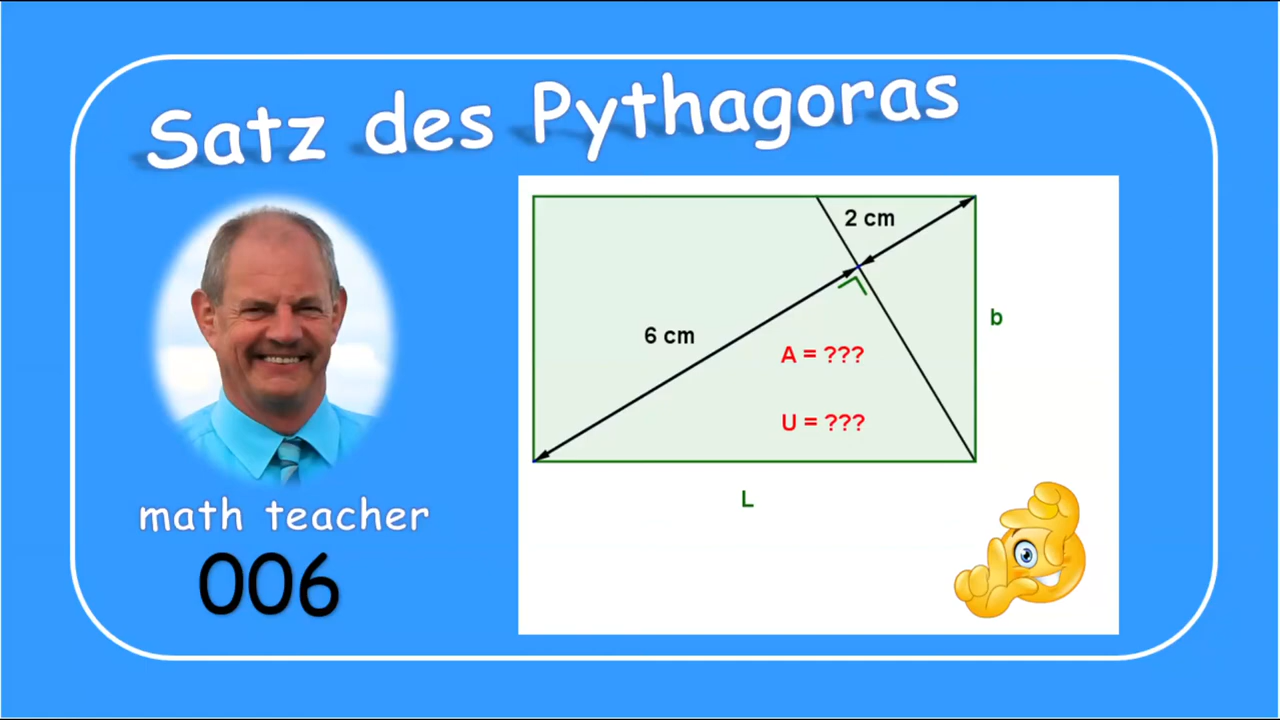 Satz des Pythagoras
math teacher
006
2 cm
6 cm
b
A = ???
U = ???
L